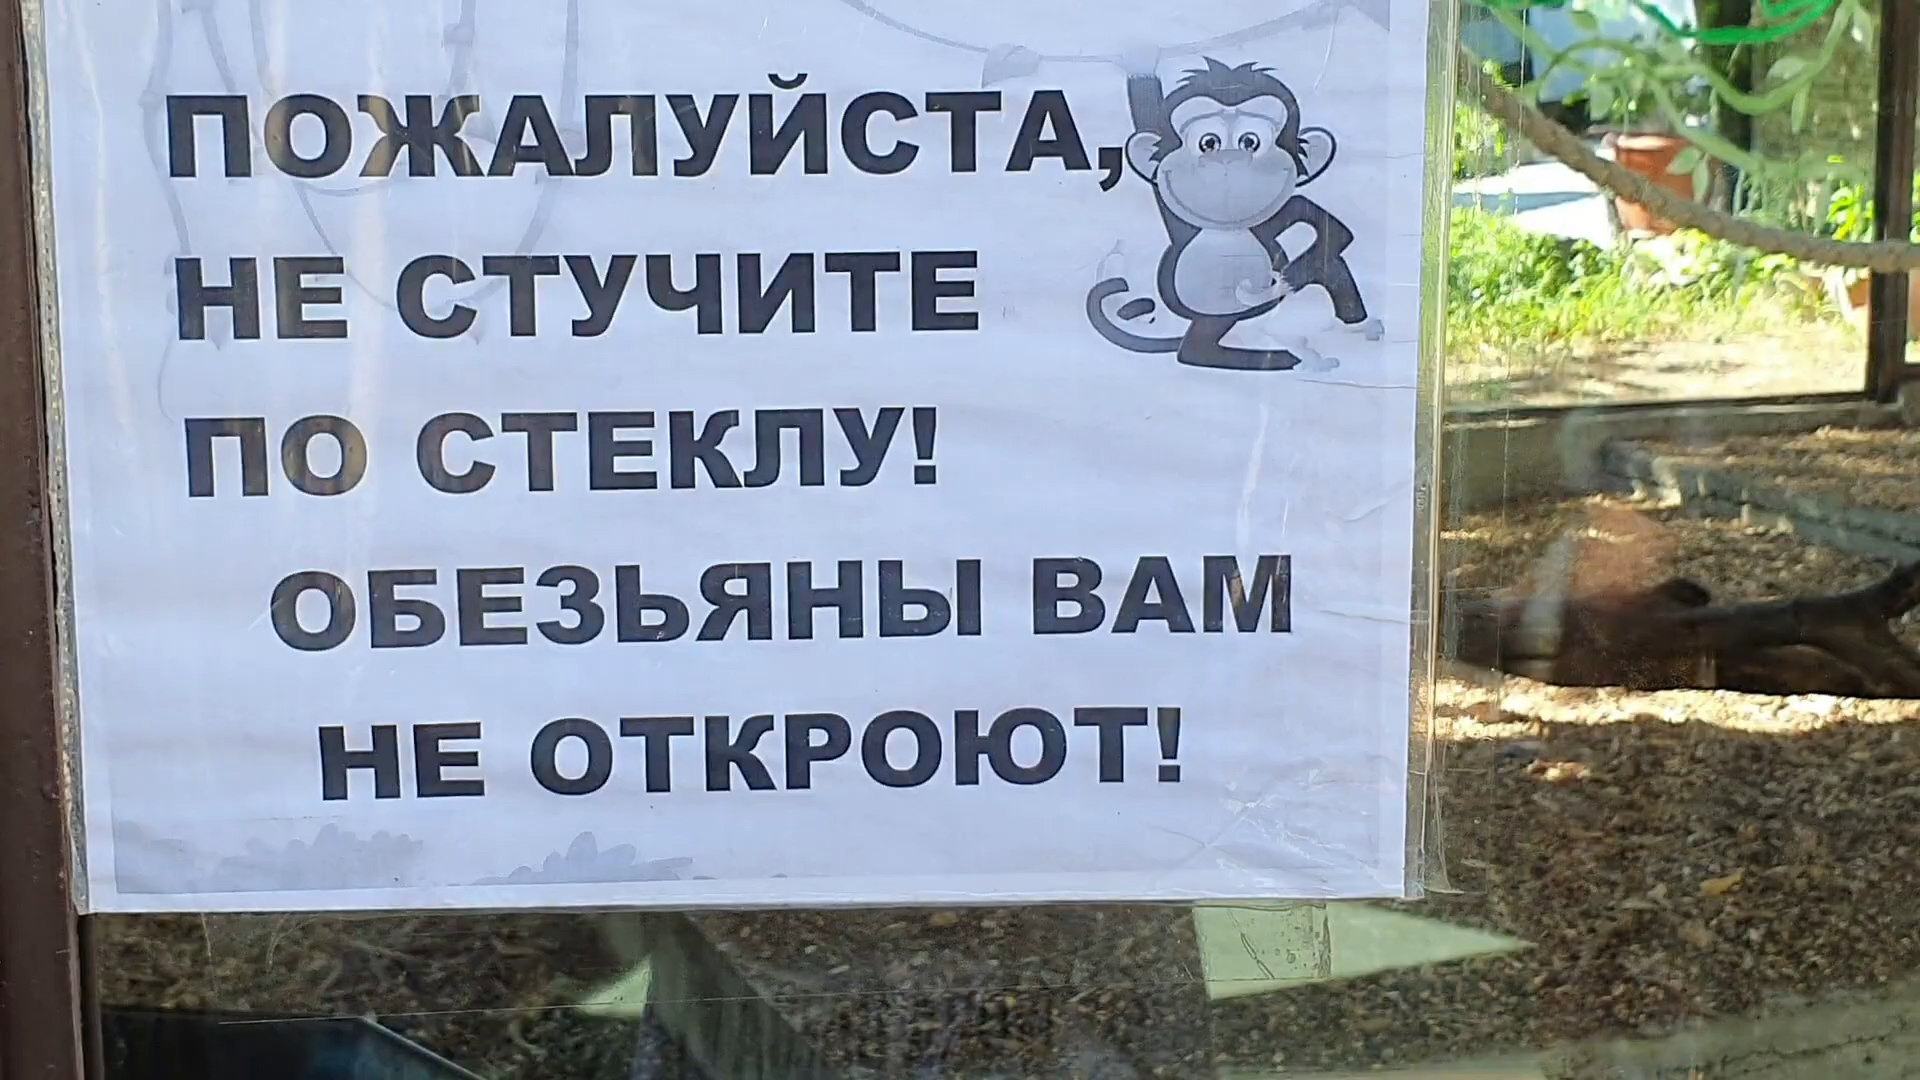 ПОЖАЛУЙСТА,
НЕ СТУЧИТЕ
ПО СТЕКЛУ!
ОБЕЗЬЯНЫ ВАМ
НЕ ОТКРОЮТ!